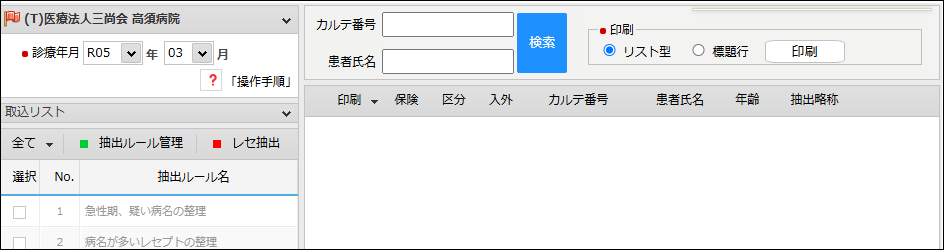 (T)医療法人三尚会 高須病院
診療年月 R05 年 03 月
? 「操作手順」
取込リスト
全て 抽出ルール管理 レセ抽出
選択 No. 抽出ルール名
1 急性期、疑い病名の整理
2 病名が多いレセプトの整理
カルテ番号
患者氏名
検索
印刷
リスト型 標題行 印刷
印刷 保険 区分 入外 カルテ番号 患者氏名 年齢 抽出略称